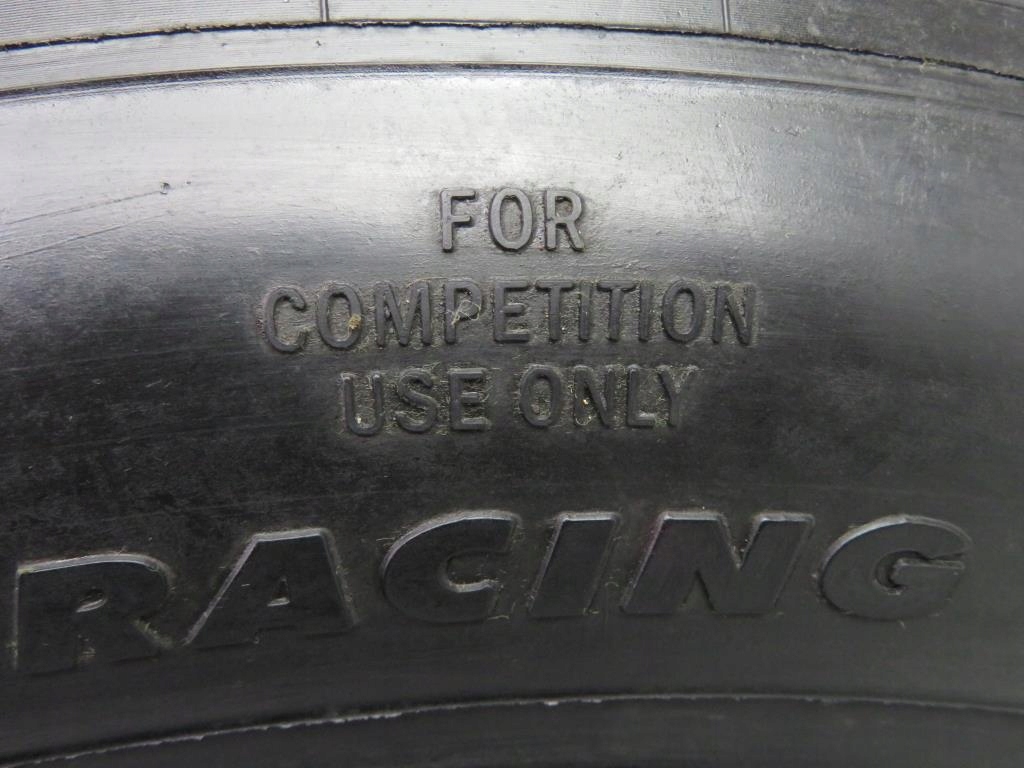 FOR
COMPETITION
USE ONLY
RACING